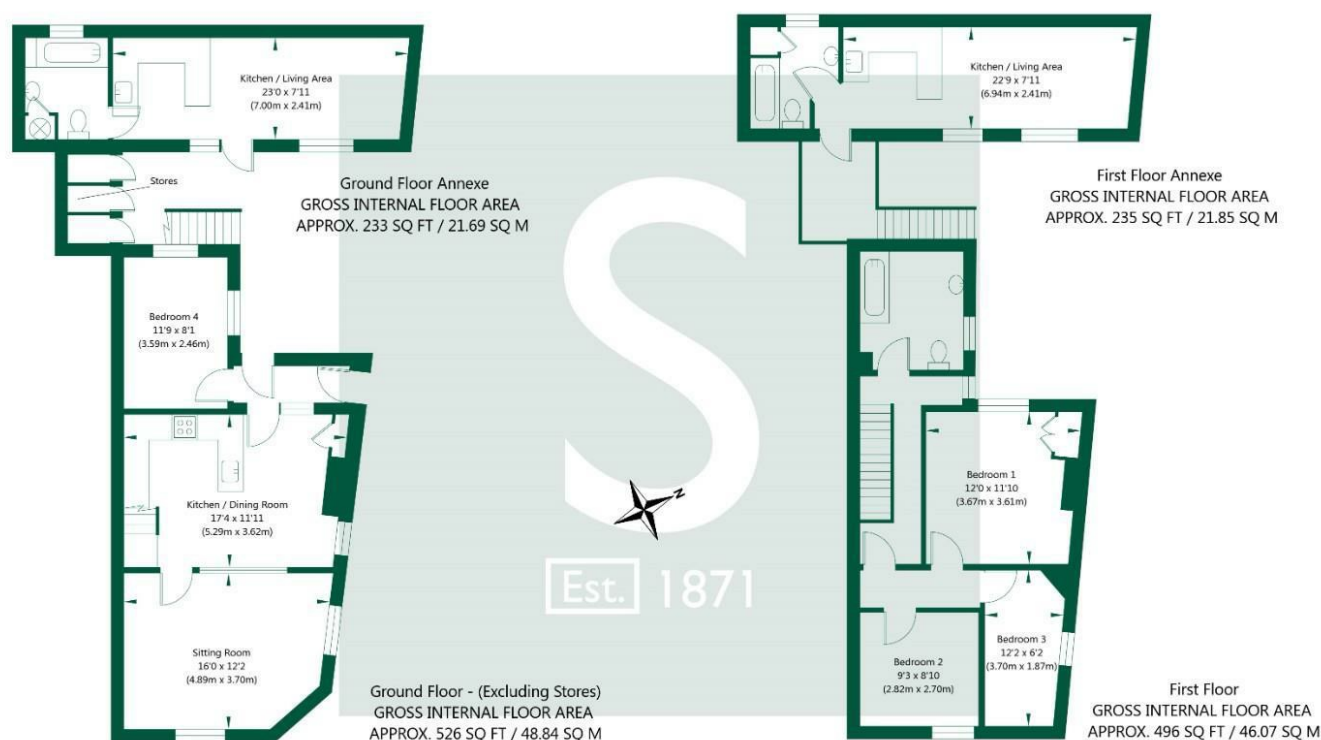 Kitchen / Living Area
23'0 x 7'11
(7.00m x 2.41m)
Stores
Ground Floor Annexe
GROSS INTERNAL FLOOR AREA
APPROX. 233 SQ FT / 21.69 SQ M
Bedroom 4
11'9 x 8'1
(3.59m x 2.46m)
Kitchen / Dining Room
17'4 x 11'11
(5.29m x 3.62m)
Sitting Room
16'0 x 12'2
(4.89m x 3.70m)
Ground Floor - (Excluding Stores)
GROSS INTERNAL FLOOR AREA
APPROX. 526 SQ FT / 48.84 SQ M
S
N
Est. 1871
Kitchen / Living Area
22'9 x 7'11
(6.94m x 2.41m)
First Floor Annexe
GROSS INTERNAL FLOOR AREA
APPROX. 235 SQ FT / 21.85 SQ M
Bedroom 1
12'0 x 11'10
(3.67m x 3.61m)
Bedroom 2
9'3 x 8'10
(2.82m x 2.70m)
Bedroom 3
12'2 x 6'2
(3.70m x 1.87m)
First Floor
GROSS INTERNAL FLOOR AREA
APPROX. 496 SQ FT / 46.07 SQ M